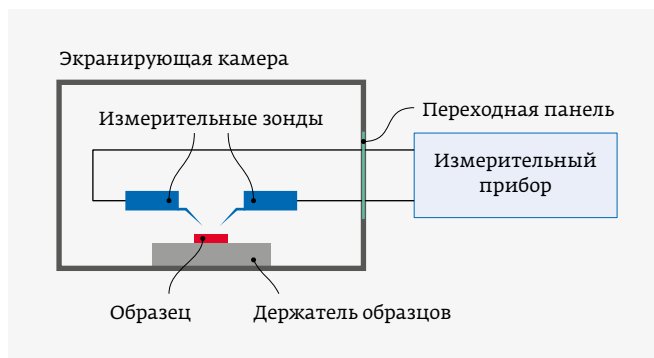 Экранирующая камера
Измерительные зонды
Переходная панель
Измерительный
прибор
Образец
Держатель образцов